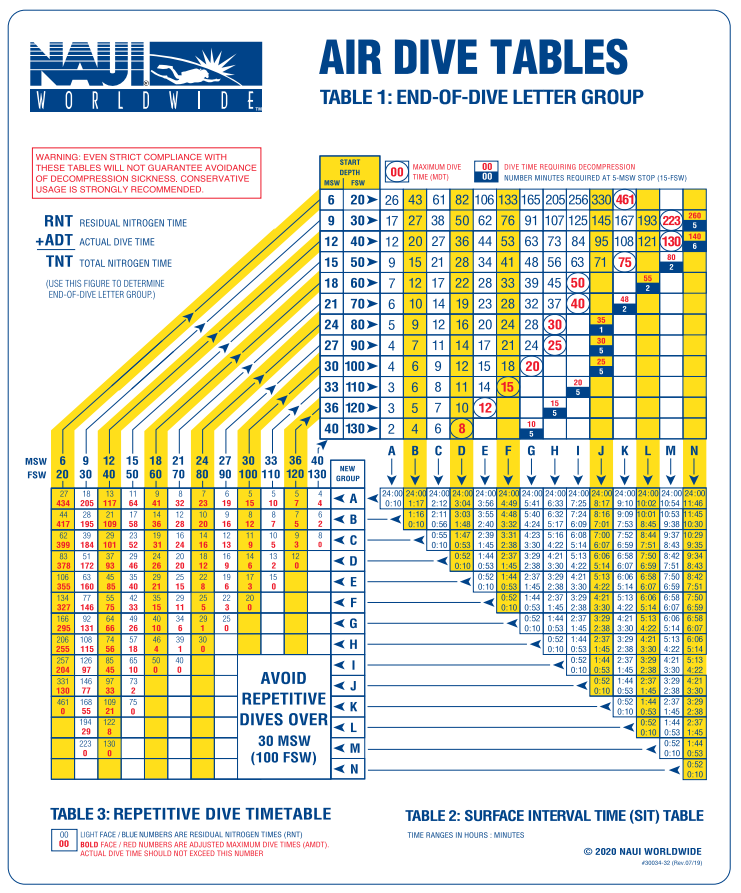 NAUI
WORLDWIDE™
AIR DIVE TABLES
TABLE 1: END-OF-DIVE LETTER GROUP
WARNING: EVEN STRICT COMPLIANCE WITH
THESE TABLES WILL NOT GUARANTEE AVOIDANCE
OF DECOMPRESSION SICKNESS. CONSERVATIVE
USAGE IS STRONGLY RECOMMENDED.
START
DEPTH
MSW FSW
00 MAXIMUM DIVE
TIME (MDT)
00 DIVE TIME REQUIRING DECOMPRESSION
00 NUMBER MINUTES REQUIRED AT 5-MSW STOP (15-FSW)
RNT RESIDUAL NITROGEN TIME
+ADT ACTUAL DIVE TIME
TNT TOTAL NITROGEN TIME
(USE THIS FIGURE TO DETERMINE
END-OF-DIVE LETTER GROUP.)
6 20 26 43 61 82 106 133 165 205 256 330 461
9 30 17 27 38 50 62 76 91 107 125 145 167 193 223 260 5
12 40 12 20 27 36 44 53 63 73 84 95 108 121 130 140 6
15 50 9 15 21 28 34 41 48 56 63 71 75 80 2
18 60 7 12 17 22 28 33 39 45 50 55 2
21 70 6 10 14 19 23 28 32 37 40 48 2
24 80 5 9 12 16 20 24 28 30 35 1
27 90 4 7 11 14 17 21 24 25 30 5
30 100 4 6 9 12 15 18 20 25 5
33 110 3 6 8 11 14 15 20 5
36 120 3 5 7 10 12 15 5
40 130 2 4 6 8 10 5
A B C D E F G H I J K L M N
MSW 6 9 12 15 18 21 24 27 30 33 36 40
FSW 20 30 40 50 60 70 80 90 100 110 120 130
NEW
GROUP
27 18 13 11 9 8 7 6 5 5 5 4 A 24:00 24:00 24:00 24:00 24:00 24:00 24:00 24:00 24:00 24:00 24:00 24:00 24:00 24:00
434 205 117 64 41 32 23 19 15 10 7 4 0:10 1:17 2:12 3:04 3:56 4:49 5:41 6:33 7:25 8:17 9:10 10:02 10:54 11:46
44 28 21 17 14 12 10 9 8 8 7 6 B 1:16 2:11 3:03 3:55 4:48 5:40 6:32 7:24 8:16 9:09 10:01 10:53 11:45
417 195 109 58 36 28 20 16 12 7 5 2 0:10 0:56 1:48 2:40 3:32 4:24 5:17 6:09 7:01 7:53 8:45 9:38 10:30
62 39 29 23 19 16 14 12 11 10 9 8 C 0:55 1:47 2:39 3:31 4:23 5:16 6:08 7:00 7:52 8:44 9:37 10:29
399 184 101 52 31 24 16 13 9 5 3 0 0:10 0:53 1:45 2:38 3:30 4:22 5:14 6:07 6:59 7:51 8:43 9:35
83 51 37 29 24 20 18 16 14 13 12 D 0:52 1:44 2:37 3:29 4:21 5:13 6:06 6:58 7:50 8:42 9:34
378 172 93 46 26 20 12 9 6 2 0 0:10 0:53 1:45 2:38 3:30 4:22 5:14 6:07 6:59 7:51 8:43
106 63 45 35 29 25 22 19 17 15 E 0:52 1:44 2:37 3:29 4:21 5:13 6:06 6:58 7:50 8:42
355 160 85 40 21 15 8 6 3 0 0:10 0:53 1:45 2:38 3:30 4:22 5:14 6:07 6:59 7:51
134 77 55 42 35 29 25 22 20 F 0:52 1:44 2:37 3:29 4:21 5:13 6:06 6:58 7:50
327 146 75 33 15 11 5 3 0 0:10 0:53 1:45 2:38 3:30 4:22 5:14 6:07 6:59
166 92 64 49 40 34 29 25 G 0:52 1:44 2:37 3:29 4:21 5:13 6:06 6:58
295 131 66 26 10 6 1 0 0:10 0:53 1:45 2:38 3:30 4:22 5:14 6:07
206 108 74 57 46 39 30 H 0:52 1:44 2:37 3:29 4:21 5:13 6:06
255 115 56 18 4 1 0 0:10 0:53 1:45 2:38 3:30 4:22 5:14
257 126 85 65 50 40 I 0:52 1:44 2:37 3:29 4:21 5:13
204 97 45 10 0 0 0:10 0:53 1:45 2:38 3:30 4:22
331 146 97 73 J 0:52 1:44 2:37 3:29 4:21
130 77 33 2 0:10 0:53 1:45 2:38 3:30
461 168 109 75 K 0:52 1:44 2:37 3:29
0 55 21 0 0:10 0:53 1:45 2:38
194 122 L 0:52 1:44 2:37
29 8 0:10 0:53 1:45
223 130 M 0:52 1:44
0 0 0:10 0:53
N 0:52
0:10
AVOID
REPETITIVE
DIVES OVER
30 MSW
(100 FSW)
TABLE 3: REPETITIVE DIVE TIMETABLE
00 LIGHT FACE / BLUE NUMBERS ARE RESIDUAL NITROGEN TIMES (RNT)
00 BOLD FACE / RED NUMBERS ARE ADJUSTED MAXIMUM DIVE TIMES (AMDT).
ACTUAL DIVE TIME SHOULD NOT EXCEED THIS NUMBER
TABLE 2: SURFACE INTERVAL TIME (SIT) TABLE
TIME RANGES IN HOURS : MINUTES
© 2020 NAUI WORLDWIDE
#30034-32 (Rev.07/19)